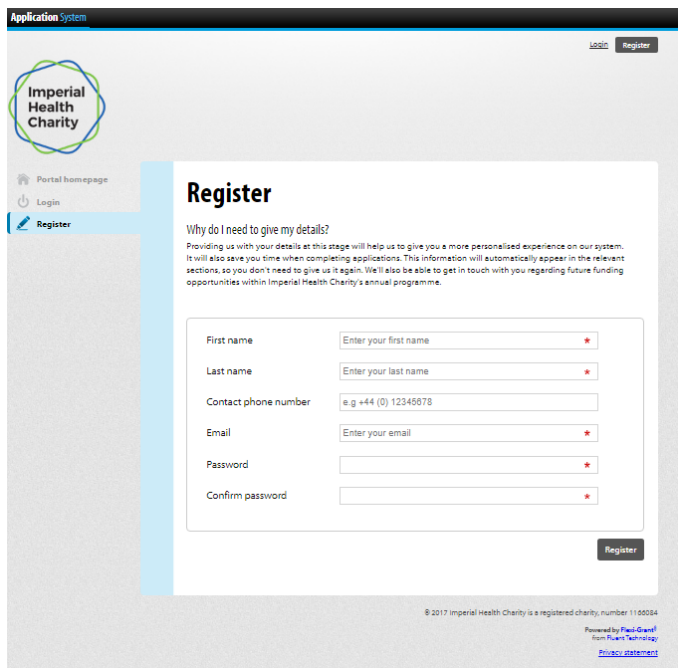 Application System
Login Register
Imperial
Health
Charity
Portal homepage
Login
Register
Register
Why do I need to give my details?
Providing us with your details at this stage will help us to give you a more personalised experience on our system.
It will also save you time when completing applications. This information will automatically appear in the relevant
sections, so you don't need to give us it again. We'll also be able to get in touch with you regarding future funding
opportunities within Imperial Health Charity's annual programme.
First name Enter your first name *
Last name Enter your last name *
Contact phone number e.g +44 (0) 12345678
Email Enter your email *
Password *
Confirm password *
Register
© 2017 Imperial Health Charity is a registered charity, number 1166084
Powered by Flexi-Grant®
from Fluent Technology
Privacy statement